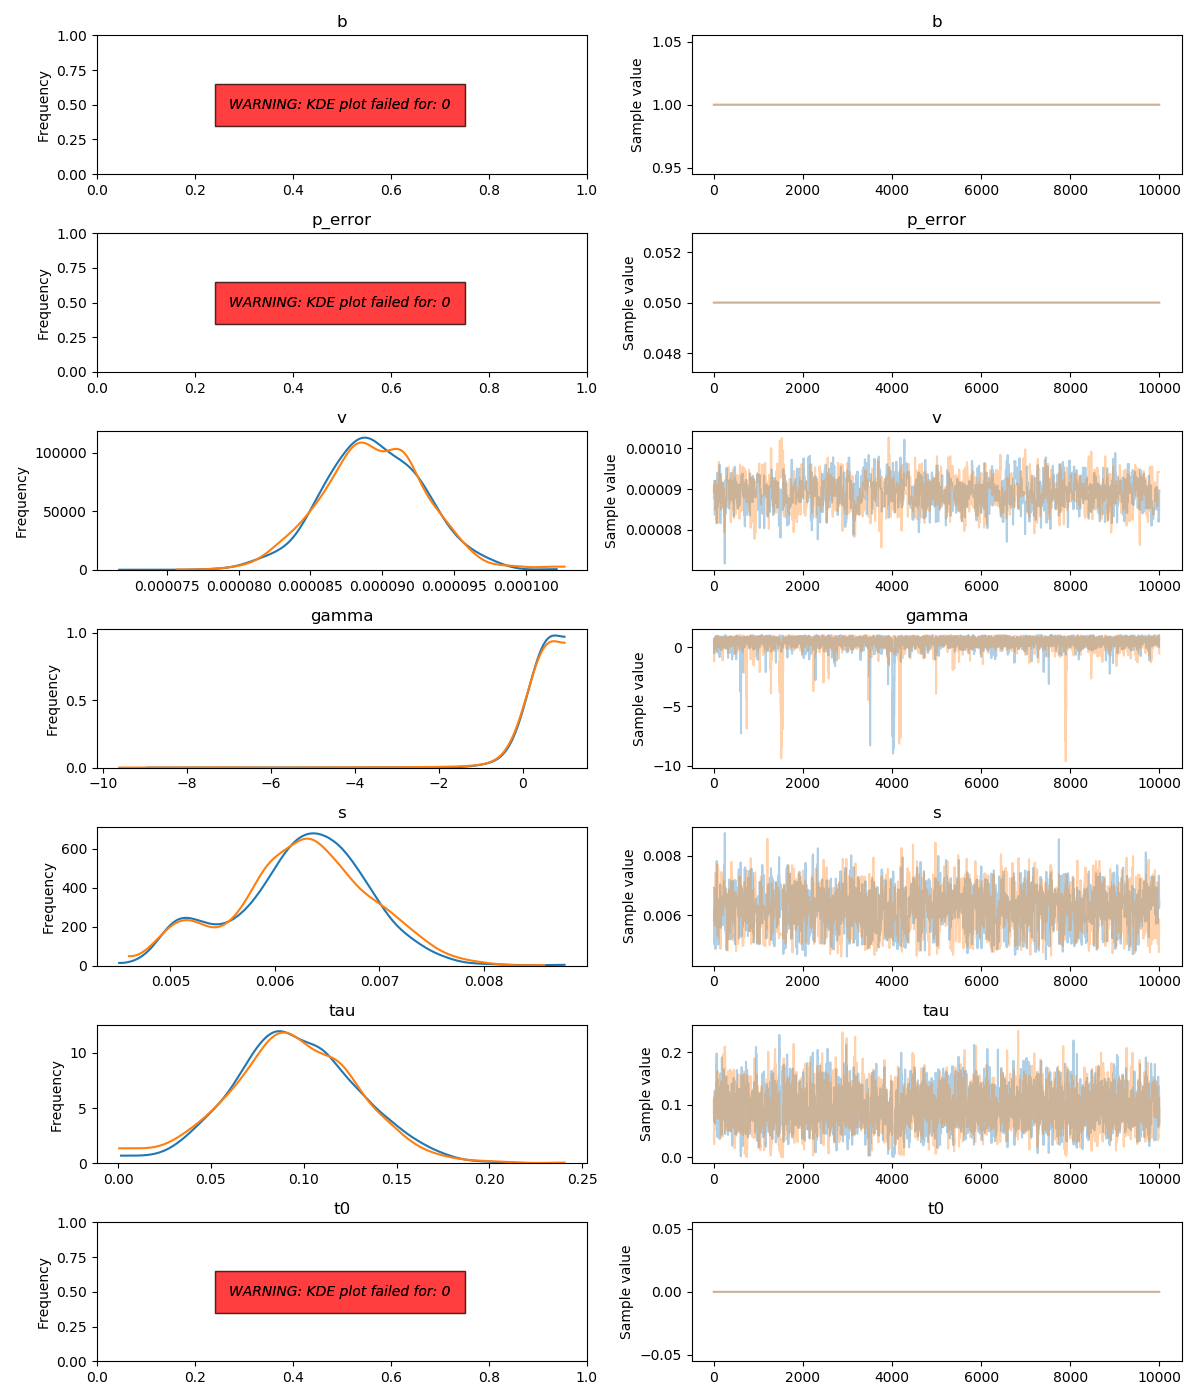 b
1.00
0.75
0.50
0.25
0.00
Frequency
WARNING: KDE plot failed for: 0
0.0 0.2 0.4 0.6 0.8 1.0
b
1.05
1.00
0.95
Sample value
0 2000 4000 6000 8000 10000
p_error
1.00
0.75
0.50
0.25
0.00
Frequency
WARNING: KDE plot failed for: 0
0.0 0.2 0.4 0.6 0.8 1.0
p_error
0.052
0.050
0.048
Sample value
0 2000 4000 6000 8000 10000
v
100000
50000
0
Frequency
0.000075 0.000080 0.000085 0.000090 0.000095 0.000100
v
0.00010
0.00009
0.00008
Sample value
0 2000 4000 6000 8000 10000
gamma
1.0
0.5
0.0
Frequency
−10 −8 −6 −4 −2 0
gamma
0
−5
−10
Sample value
0 2000 4000 6000 8000 10000
s
600
400
200
0
Frequency
0.005 0.006 0.007 0.008
s
0.008
0.006
Sample value
0 2000 4000 6000 8000 10000
tau
10
5
0
Frequency
0.00 0.05 0.10 0.15 0.20 0.25
tau
0.2
0.1
0.0
Sample value
0 2000 4000 6000 8000 10000
t0
1.00
0.75
0.50
0.25
0.00
Frequency
WARNING: KDE plot failed for: 0
0.0 0.2 0.4 0.6 0.8 1.0
t0
0.05
0.00
−0.05
Sample value
0 2000 4000 6000 8000 10000